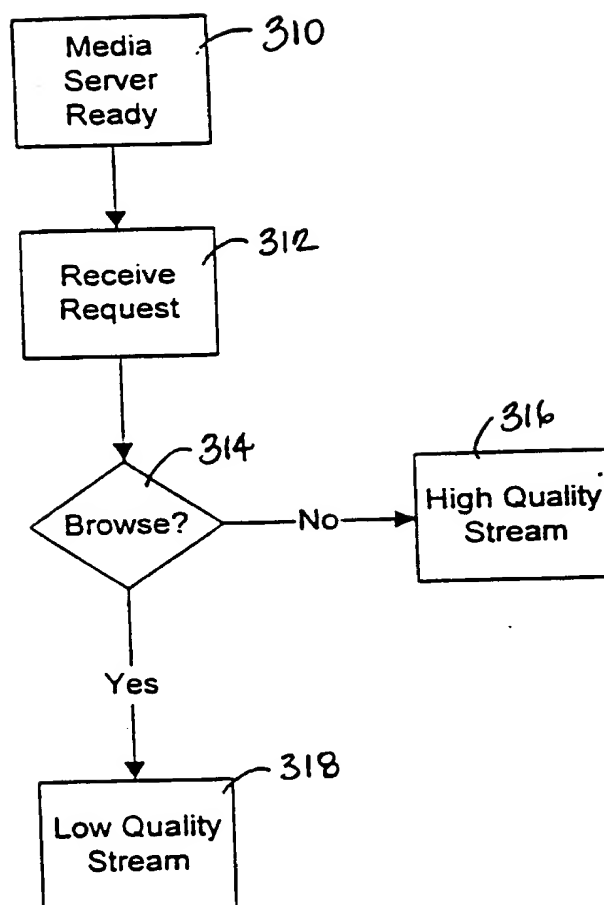 Media
Server
Ready
310
Receive
Request
312
Browse?
314
No
High Quality
Stream
316
Yes
Low Quality
Stream
318